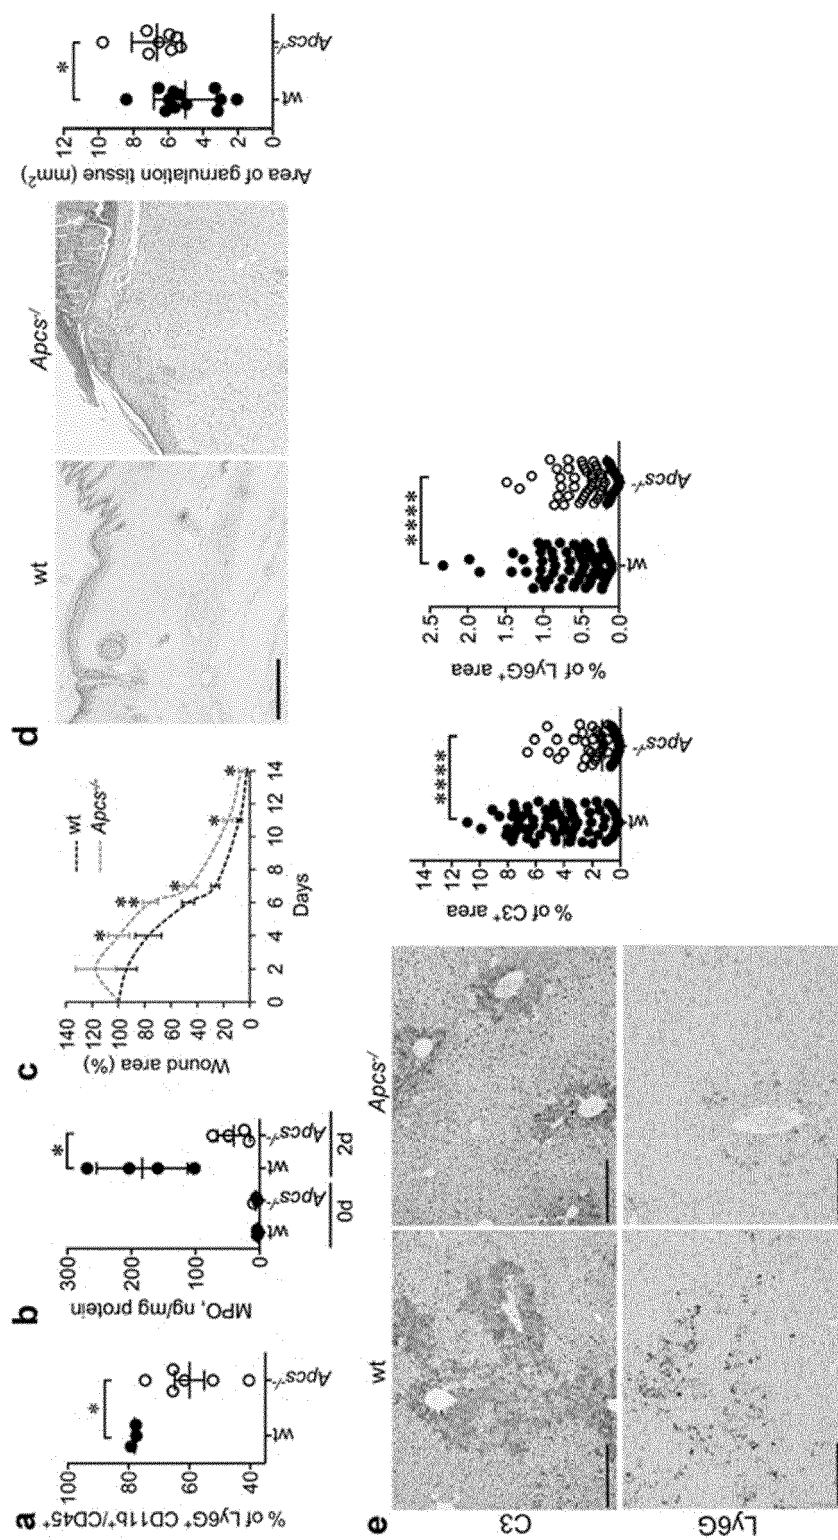 a
% of Ly6G⁺ CD11b⁺/CD45⁺
100
80
60
40
*
wt
Apcs⁻/⁻
b
MPO, ng/mg protein
300
200
100
0
*
wt
Apcs⁻/⁻
wt
Apcs⁻/⁻
0d
2d
c
Wound area (%)
140
120
100
80
60
40
20
0
0 2 4 6 8 10 12 14
Days
--- wt
--- Apcs⁻/⁻
*
**
*
*
*
d
wt
Apcs⁻/
Area of garnulation tissue (mm²)
12
10
8
6
4
2
0
*
wt
Apcs⁻/⁻
e
wt
Apcs⁻/
C3
Ly6G
% of C3⁺ area
14
12
10
8
6
4
2
0
****
wt
Apcs⁻/⁻
% of Ly6G⁺ area
2.5
2.0
1.5
1.0
0.5
0.0
****
wt
Apcs⁻/⁻